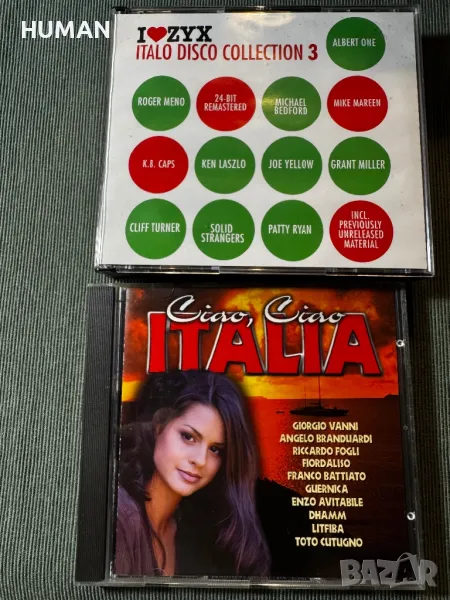 HUMAN
I♥ZYX
ITALO DISCO COLLECTION 3
ALBERT ONE
ROGER MENO
24-BIT
REMASTERED
MICHAEL
BEDFORD
MIKE MAREEN
K.B. CAPS
KEN LASZLO
JOE YELLOW
GRANT MILLER
CLIFF TURNER
SOLID
STRANGERS
PATTY RYAN
INCL.
PREVIOUSLY
UNRELEASED
MATERIAL
Ciao, Ciao
ITALIA
GIORGIO VANNI
ANGELO BRANDUARDI
RICCARDO FOGLI
FIORDALISO
FRANCO BATTIATO
GUERNICA
ENZO AVITABILE
DHAMM
LITFIBA
TOTO CUTUGNO
BAZAR